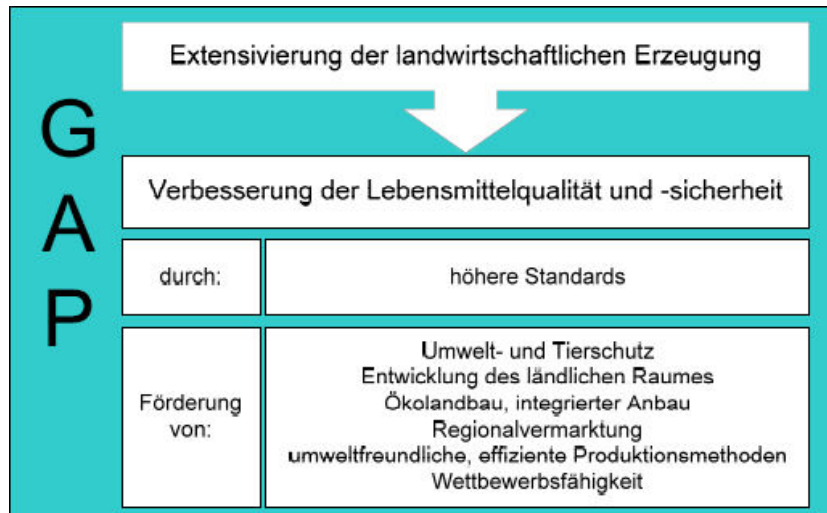 GAP
Extensivierung der landwirtschaftlichen Erzeugung
Verbesserung der Lebensmittelqualität und -sicherheit
durch:
höhere Standards
Förderung
von:
Umwelt- und Tierschutz
Entwicklung des ländlichen Raumes
Ökolandbau, integrierter Anbau
Regionalvermarktung
umweltfreundliche, effiziente Produktionsmethoden
Wettbewerbsfähigkeit